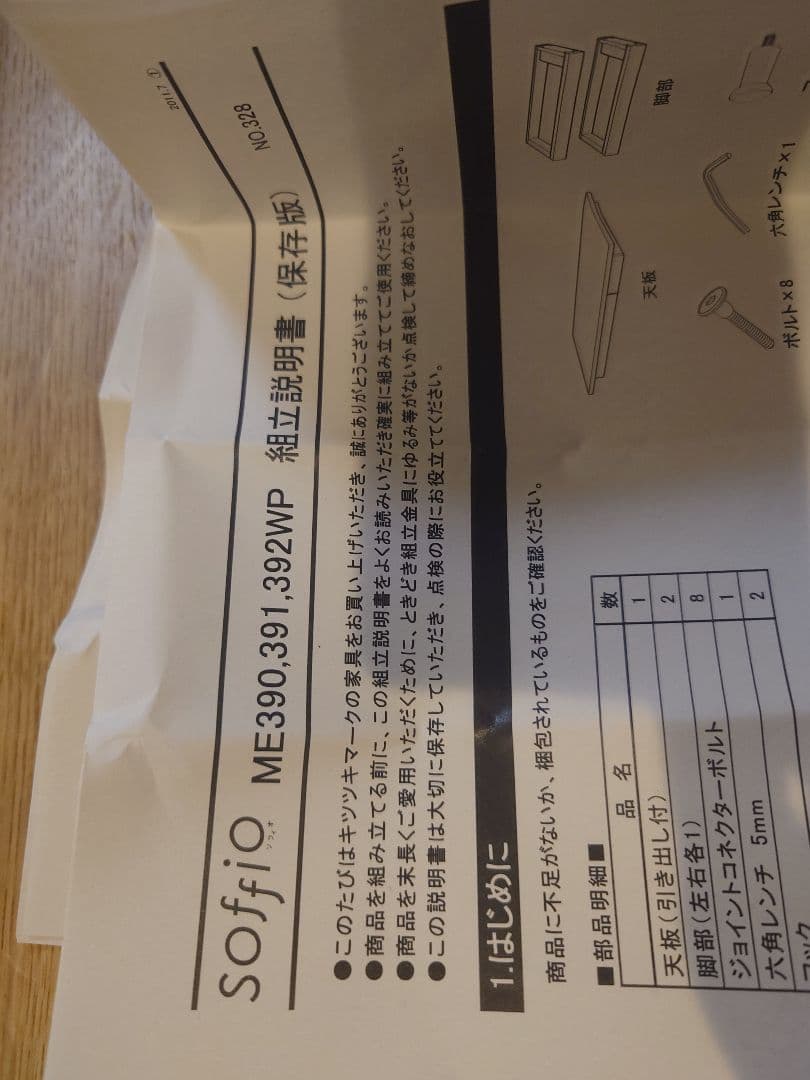 2011.7 ①
soffio ME390,391,392WP 組立説明書(保存版) NO.328
ソフィオ
●このたびはキツツキマークの家具をお買い上げいただき、誠にありがとうございます。
●商品を組み立てる前に、この組立説明書をよくお読みいただき確実に組み立ててご使用ください。
●商品を末長くご愛用いただくために、ときどき組立金具にゆるみ等がないか点検して締めなおしてください。
●この説明書は大切に保存していただき、点検の際にお役立てください。
1.はじめに
商品に不足がないか、梱包されているものをご確認ください。
■部品明細■
品名 数
天板(引き出し付) 1
脚部(左右各1) 2
ジョイントコネクターボルト 8
六角レンチ 5mm 1
フック 2
天板
脚部
ボルト×8
六角レンチ×1